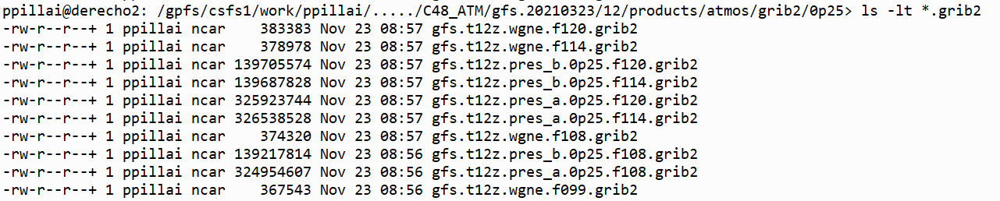 ppillai@derecho2: /gpfs/csfs1/work/ppillai/...../C48_ATM/gfs.20210323/12/products/atmos/grib2/0p25> ls -lt *.grib2
-rw-r--r--+ 1 ppillai ncar    383383 Nov 23 08:57 gfs.t12z.wgne.f120.grib2
-rw-r--r--+ 1 ppillai ncar    378978 Nov 23 08:57 gfs.t12z.wgne.f114.grib2
-rw-r--r--+ 1 ppillai ncar 139705574 Nov 23 08:57 gfs.t12z.pres_b.0p25.f120.grib2
-rw-r--r--+ 1 ppillai ncar 139687828 Nov 23 08:57 gfs.t12z.pres_b.0p25.f114.grib2
-rw-r--r--+ 1 ppillai ncar 325923744 Nov 23 08:57 gfs.t12z.pres_a.0p25.f120.grib2
-rw-r--r--+ 1 ppillai ncar 326538528 Nov 23 08:57 gfs.t12z.pres_a.0p25.f114.grib2
-rw-r--r--+ 1 ppillai ncar    374320 Nov 23 08:57 gfs.t12z.wgne.f108.grib2
-rw-r--r--+ 1 ppillai ncar 139217814 Nov 23 08:56 gfs.t12z.pres_b.0p25.f108.grib2
-rw-r--r--+ 1 ppillai ncar 324954607 Nov 23 08:56 gfs.t12z.pres_a.0p25.f108.grib2
-rw-r--r--+ 1 ppillai ncar    367543 Nov 23 08:56 gfs.t12z.wgne.f099.grib2